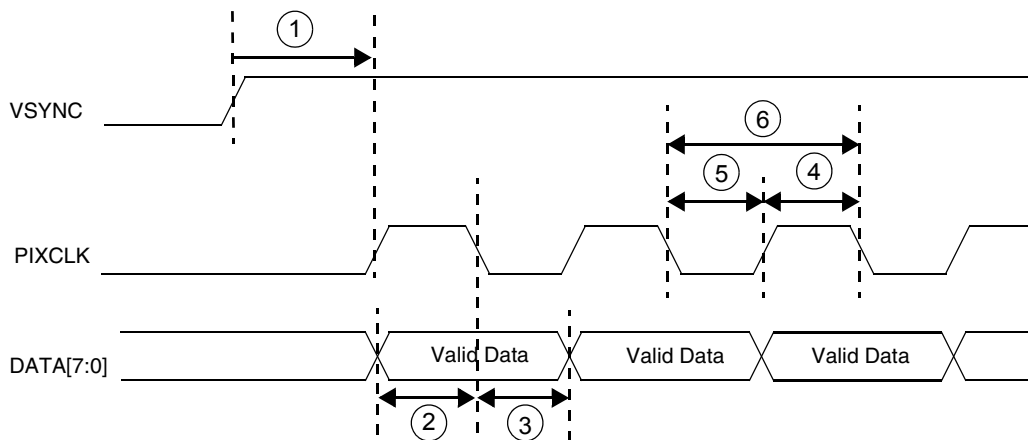 ①
VSYNC
⑥
⑤ ④
PIXCLK
DATA[7:0] Valid Data Valid Data Valid Data
② ③